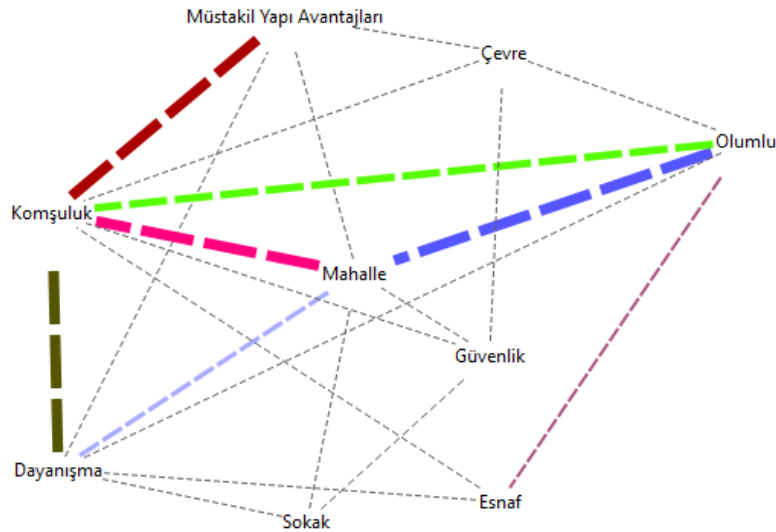 Müstakil Yapı Avantajları
Çevre
Olumlu
Komşuluk
Mahalle
Güvenlik
Dayanışma
Esnaf
Sokak